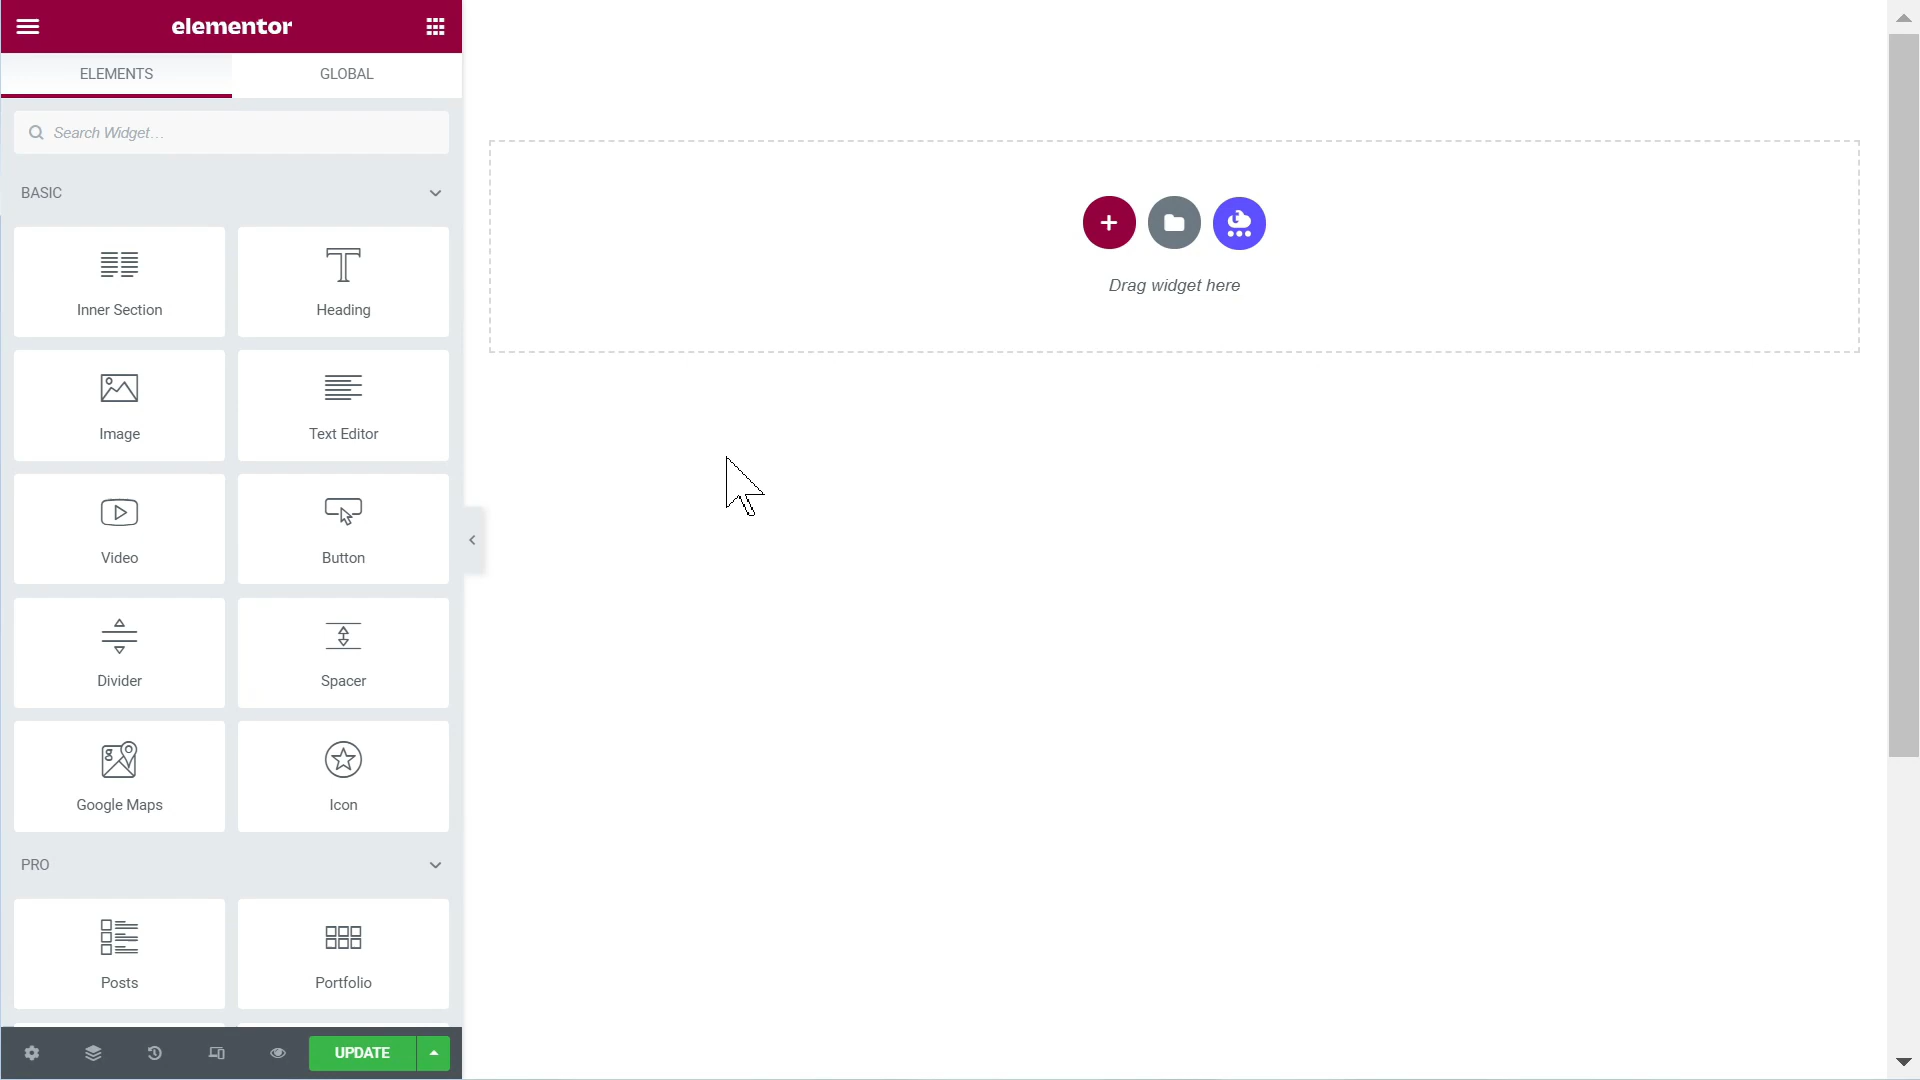 elementor
ELEMENTS
GLOBAL
Search Widget...
BASIC
Inner Section
Heading
Image
Text Editor
Video
Button
Divider
Spacer
Google Maps
Icon
PRO
Posts
Portfolio
UPDATE
Drag widget here